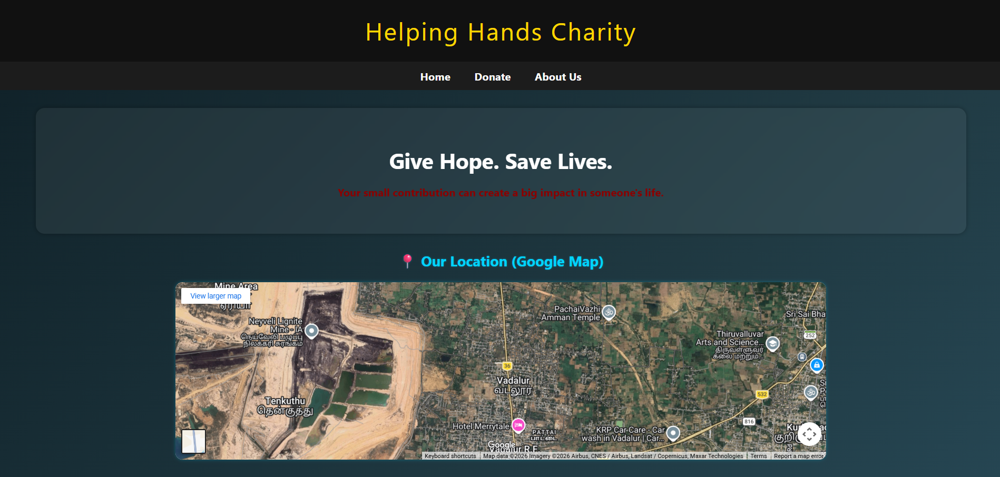 Helping Hands Charity
Home
Donate
About Us
Give Hope. Save Lives.
Your small contribution can create a big impact in someone's life.
Our Location (Google Map)
Mine Area
ஏரியா
View larger map
Neyveli Lignite
Mine - IA
நெய்வேலி பழுப்பு
நிலக்கரி சுரங்கம்
PachaiVazhi
Amman Temple
Sri Sai Bha
252
Thiruvalluvar
Arts and Science...
திருவள்ளுவர்
கலை மற்றும்...
36
Vadalur
வடலூர்
532
Tenkuthu
தென்குத்து
816
Hotel Merrytale
PATTAI
பாட்டை
KRP Car Care - Car
wash in Vadalur | Car...
Rd
Google
Vadalur R.F.
Keyboard shortcuts
Map data ©2026 Imagery ©2026 Airbus, CNES / Airbus, Landsat / Copernicus, Maxar Technologies
Terms
Report a map error